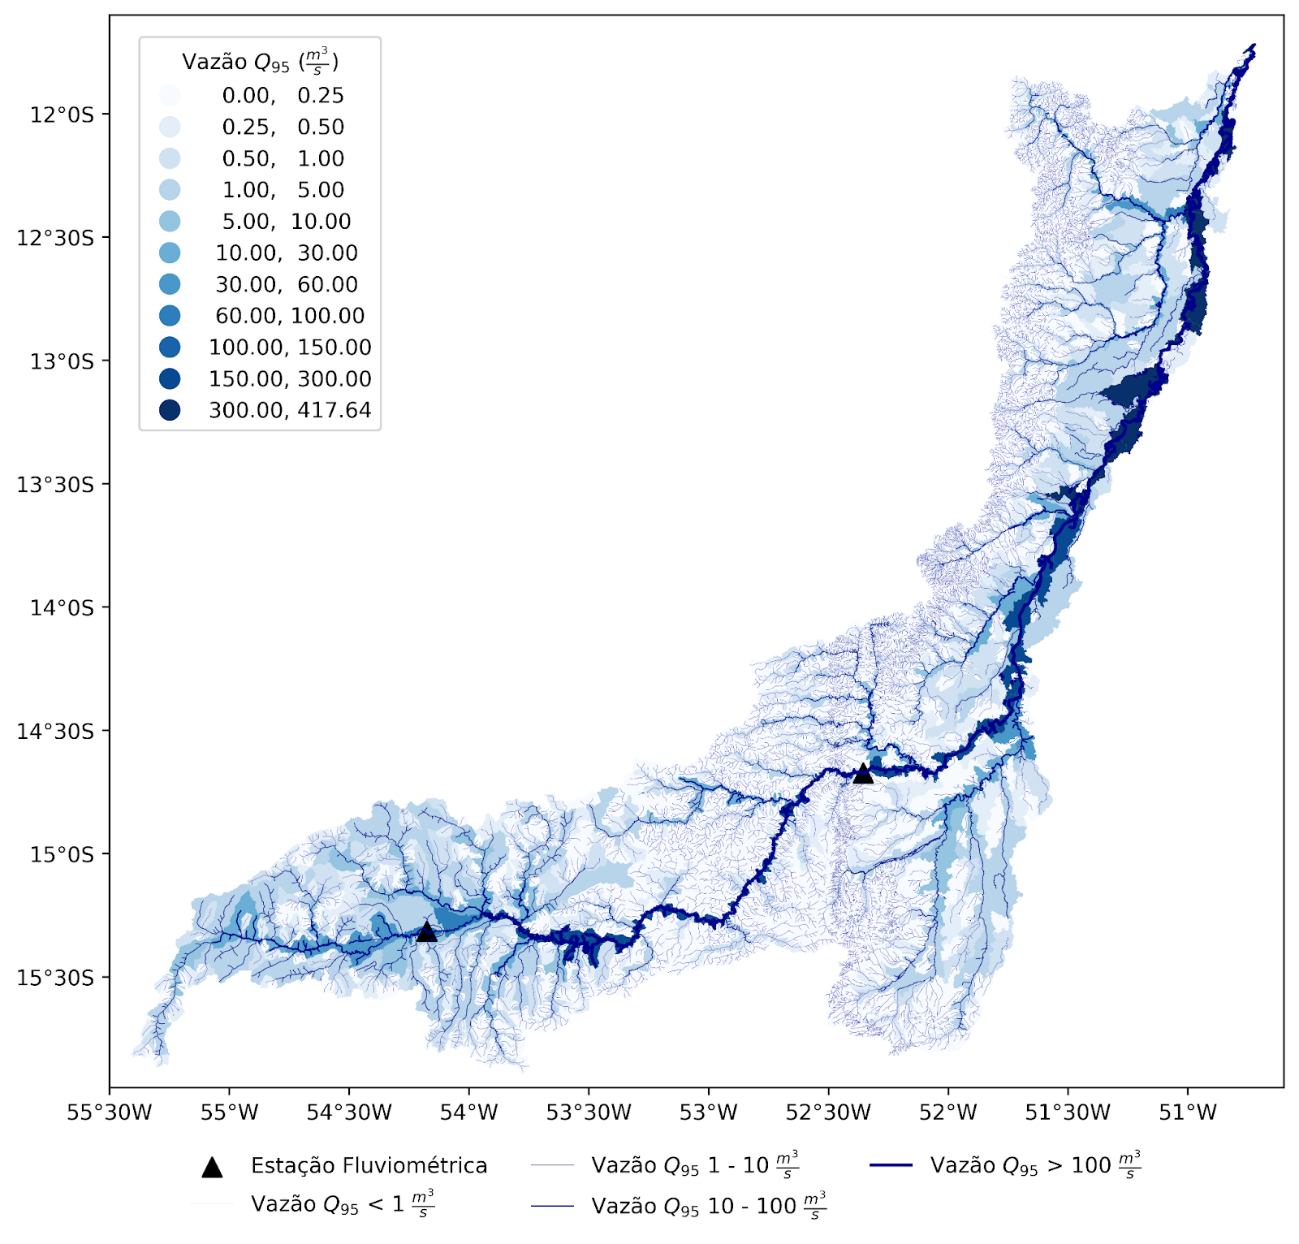 Vazão Q95 (m³/s)
0.00, 0.25
0.25, 0.50
0.50, 1.00
1.00, 5.00
5.00, 10.00
10.00, 30.00
30.00, 60.00
60.00, 100.00
100.00, 150.00
150.00, 300.00
300.00, 417.64
12°0S
12°30S
13°0S
13°30S
14°0S
14°30S
15°0S
15°30S
55°30W 55°W 54°30W 54°W 53°30W 53°W 52°30W 52°W 51°30W 51°W
Estação Fluviométrica Vazão Q95 1 - 10 m³/s Vazão Q95 > 100 m³/s
Vazão Q95 < 1 m³/s Vazão Q95 10 - 100 m³/s